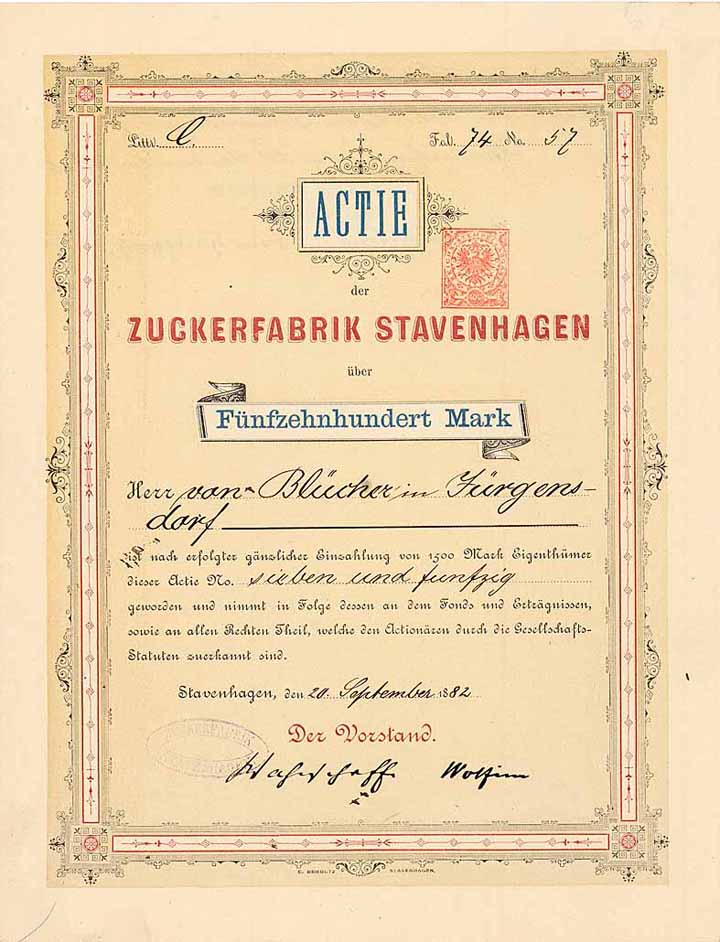 Littr. C. Fol. 74 No. 57
ACTIE
der
ZUCKERFABRIK STAVENHAGEN
über
Fünfzehnhundert Mark
Herr von Blücher in Jürgens-
dorf
ist nach erfolgter gänzlicher Einzahlung von 1500 Mark Eigenthümer
dieser Actie No. sieben und funfzig
geworden und nimmt in Folge dessen an dem Fonds und Erträgnissen,
sowie an allen Rechten Theil, welche den Actionären durch die Gesellschafts-
Statuten zuerkannt sind.
Stavenhagen, den 20. September 1882
Der Vorstand.
ZUCKERFABRIK
STAVENHAGEN.